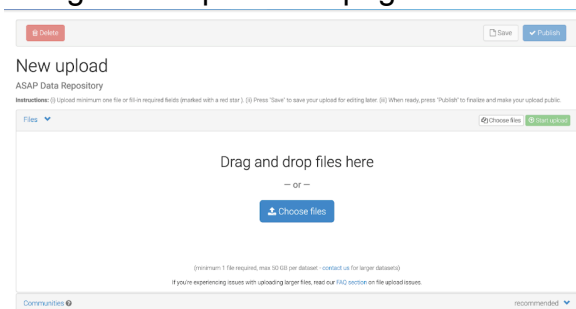 Delete
Save
Publish
New upload
ASAP Data Repository
Instructions: (i) Upload minimum one file or fill-in required fields (marked with a red star ). (ii) Press "Save" to save your upload for editing later. (iii) When ready, press "Publish" to finalize and make your upload public.
Files
Choose files
Start upload
Drag and drop files here
— or —
Choose files
(minimum 1 file required, max 50 GB per dataset - contact us for larger datasets)
If you're experiencing issues with uploading larger files, read our FAQ section on file upload issues.
Communities
recommended